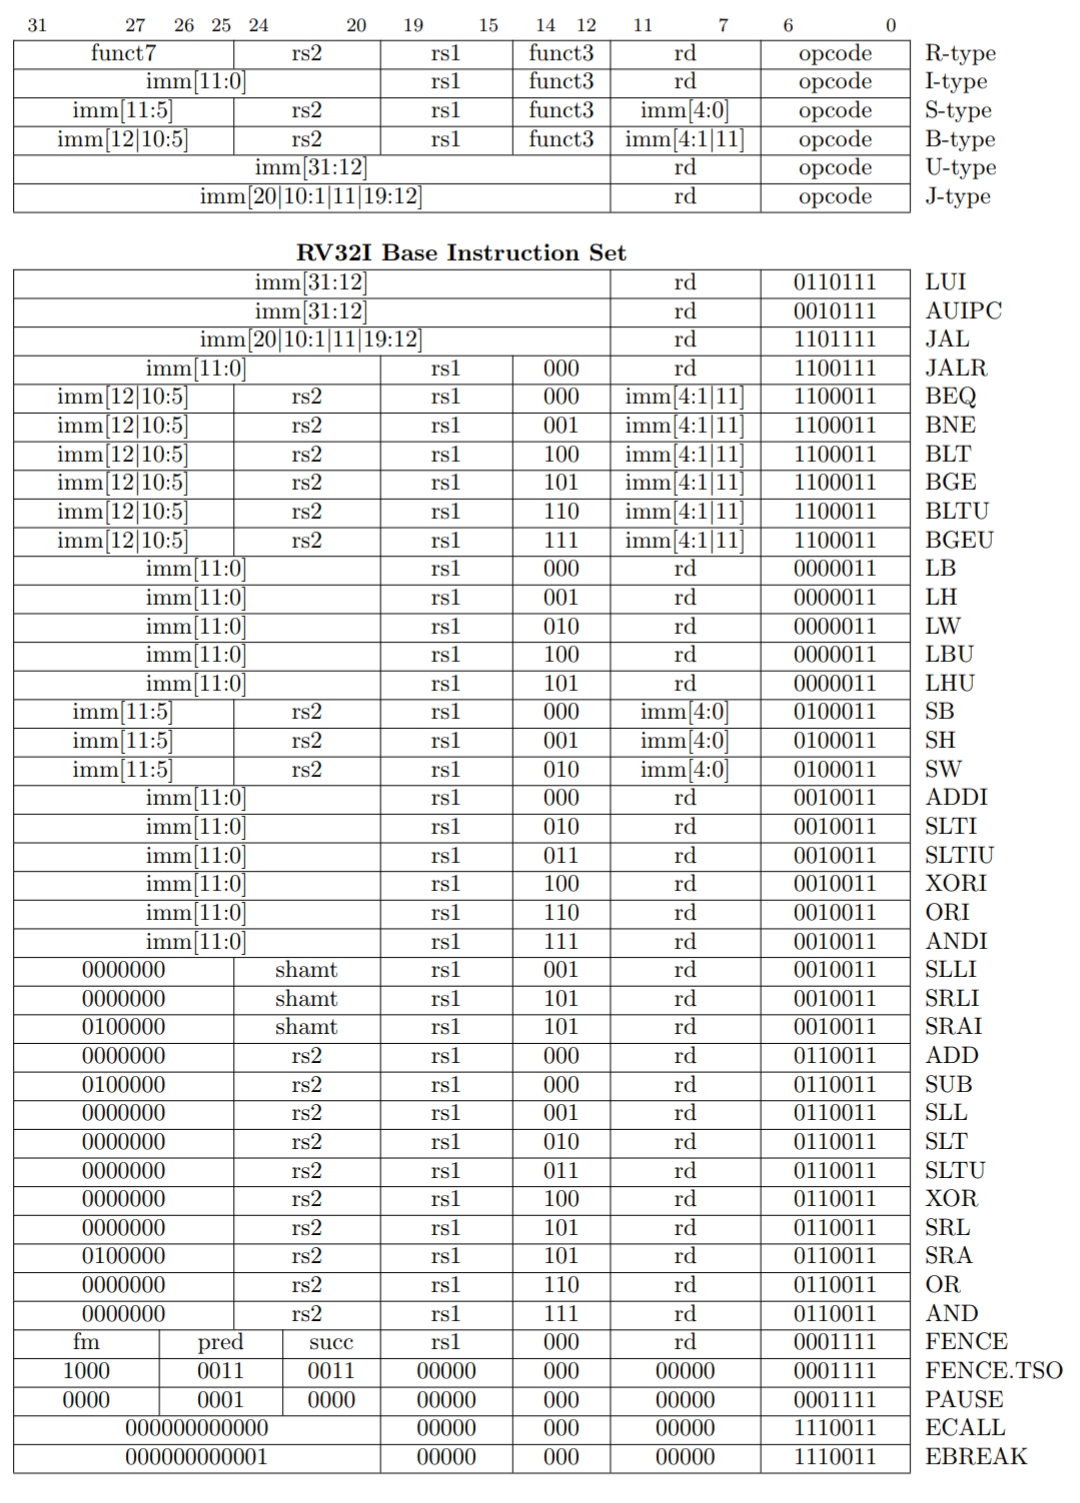 31 27 26 25 24 20 19 15 14 12 11 7 6 0
funct7 rs2 rs1 funct3 rd opcode R-type
imm[11:0] rs1 funct3 rd opcode I-type
imm[11:5] rs2 rs1 funct3 imm[4:0] opcode S-type
imm[12|10:5] rs2 rs1 funct3 imm[4:1|11] opcode B-type
imm[31:12] rd opcode U-type
imm[20|10:1|11|19:12] rd opcode J-type
RV32I Base Instruction Set
imm[31:12] rd 0110111 LUI
imm[31:12] rd 0010111 AUIPC
imm[20|10:1|11|19:12] rd 1101111 JAL
imm[11:0] rs1 000 rd 1100111 JALR
imm[12|10:5] rs2 rs1 000 imm[4:1|11] 1100011 BEQ
imm[12|10:5] rs2 rs1 001 imm[4:1|11] 1100011 BNE
imm[12|10:5] rs2 rs1 100 imm[4:1|11] 1100011 BLT
imm[12|10:5] rs2 rs1 101 imm[4:1|11] 1100011 BGE
imm[12|10:5] rs2 rs1 110 imm[4:1|11] 1100011 BLTU
imm[12|10:5] rs2 rs1 111 imm[4:1|11] 1100011 BGEU
imm[11:0] rs1 000 rd 0000011 LB
imm[11:0] rs1 001 rd 0000011 LH
imm[11:0] rs1 010 rd 0000011 LW
imm[11:0] rs1 100 rd 0000011 LBU
imm[11:0] rs1 101 rd 0000011 LHU
imm[11:5] rs2 rs1 000 imm[4:0] 0100011 SB
imm[11:5] rs2 rs1 001 imm[4:0] 0100011 SH
imm[11:5] rs2 rs1 010 imm[4:0] 0100011 SW
imm[11:0] rs1 000 rd 0010011 ADDI
imm[11:0] rs1 010 rd 0010011 SLTI
imm[11:0] rs1 011 rd 0010011 SLTIU
imm[11:0] rs1 100 rd 0010011 XORI
imm[11:0] rs1 110 rd 0010011 ORI
imm[11:0] rs1 111 rd 0010011 ANDI
0000000 shamt rs1 001 rd 0010011 SLLI
0000000 shamt rs1 101 rd 0010011 SRLI
0100000 shamt rs1 101 rd 0010011 SRAI
0000000 rs2 rs1 000 rd 0110011 ADD
0100000 rs2 rs1 000 rd 0110011 SUB
0000000 rs2 rs1 001 rd 0110011 SLL
0000000 rs2 rs1 010 rd 0110011 SLT
0000000 rs2 rs1 011 rd 0110011 SLTU
0000000 rs2 rs1 100 rd 0110011 XOR
0000000 rs2 rs1 101 rd 0110011 SRL
0100000 rs2 rs1 101 rd 0110011 SRA
0000000 rs2 rs1 110 rd 0110011 OR
0000000 rs2 rs1 111 rd 0110011 AND
fm pred succ rs1 000 rd 0001111 FENCE
1000 0011 0011 00000 000 00000 0001111 FENCE.TSO
0000 0001 0000 00000 000 00000 0001111 PAUSE
000000000000 00000 000 00000 1110011 ECALL
000000000001 00000 000 00000 1110011 EBREAK